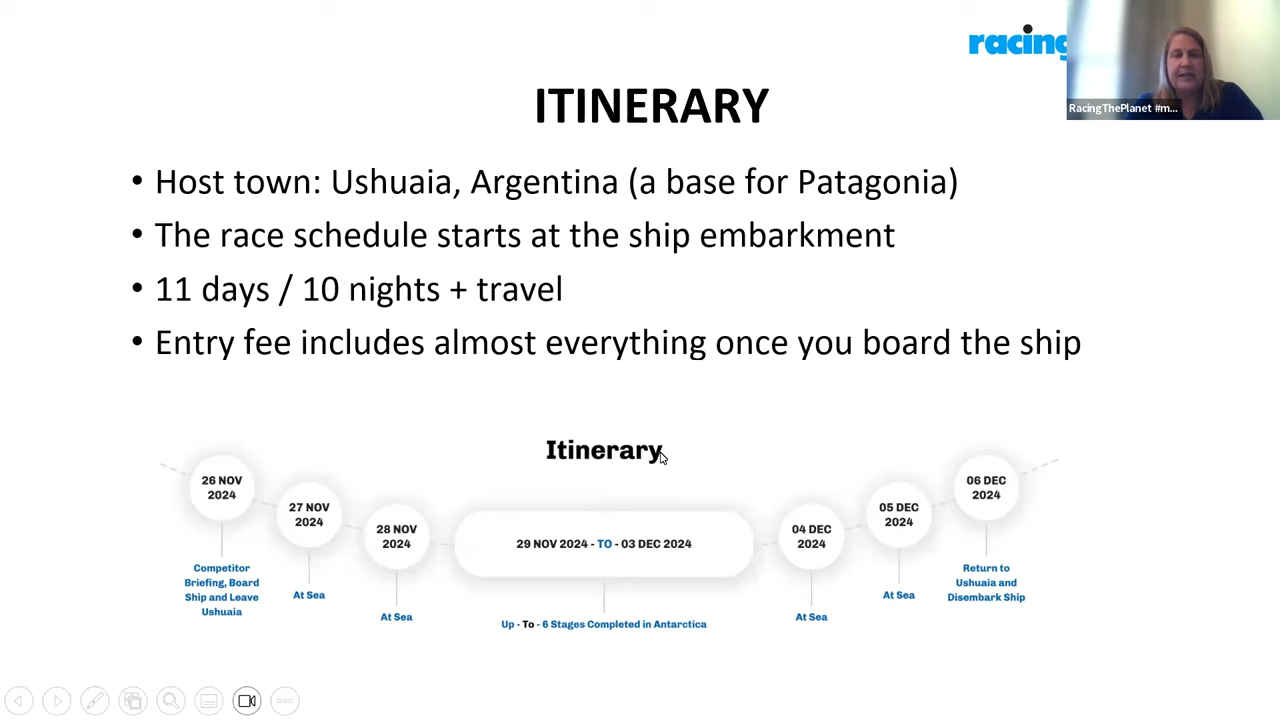 racing
RacingThePlanet #m...
ITINERARY
• Host town: Ushuaia, Argentina (a base for Patagonia)
• The race schedule starts at the ship embarkment
• 11 days / 10 nights + travel
• Entry fee includes almost everything once you board the ship
Itinerary
26 NOV
2024
Competitor
Briefing, Board
Ship and Leave
Ushuaia
27 NOV
2024
At Sea
28 NOV
2024
At Sea
29 NOV 2024 - TO - 03 DEC 2024
Up - To - 6 Stages Completed in Antarctica
04 DEC
2024
At Sea
05 DEC
2024
At Sea
06 DEC
2024
Return to
Ushuaia and
Disembark Ship